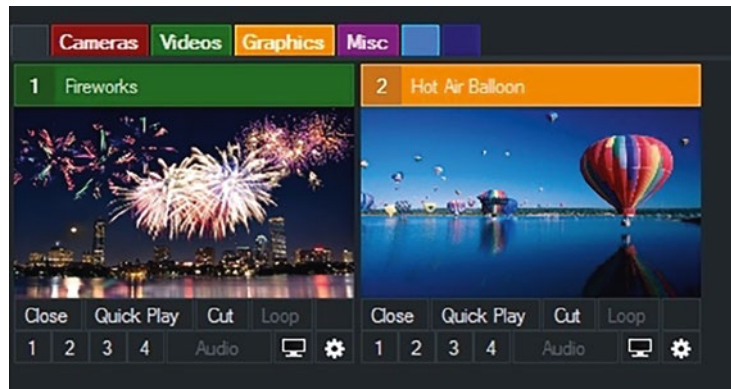 Cameras Videos Graphics Misc
1 Fireworks
2 Hot Air Balloon
Close Quick Play Cut Loop
Close Quick Play Cut Loop
1 2 3 4 Audio
1 2 3 4 Audio